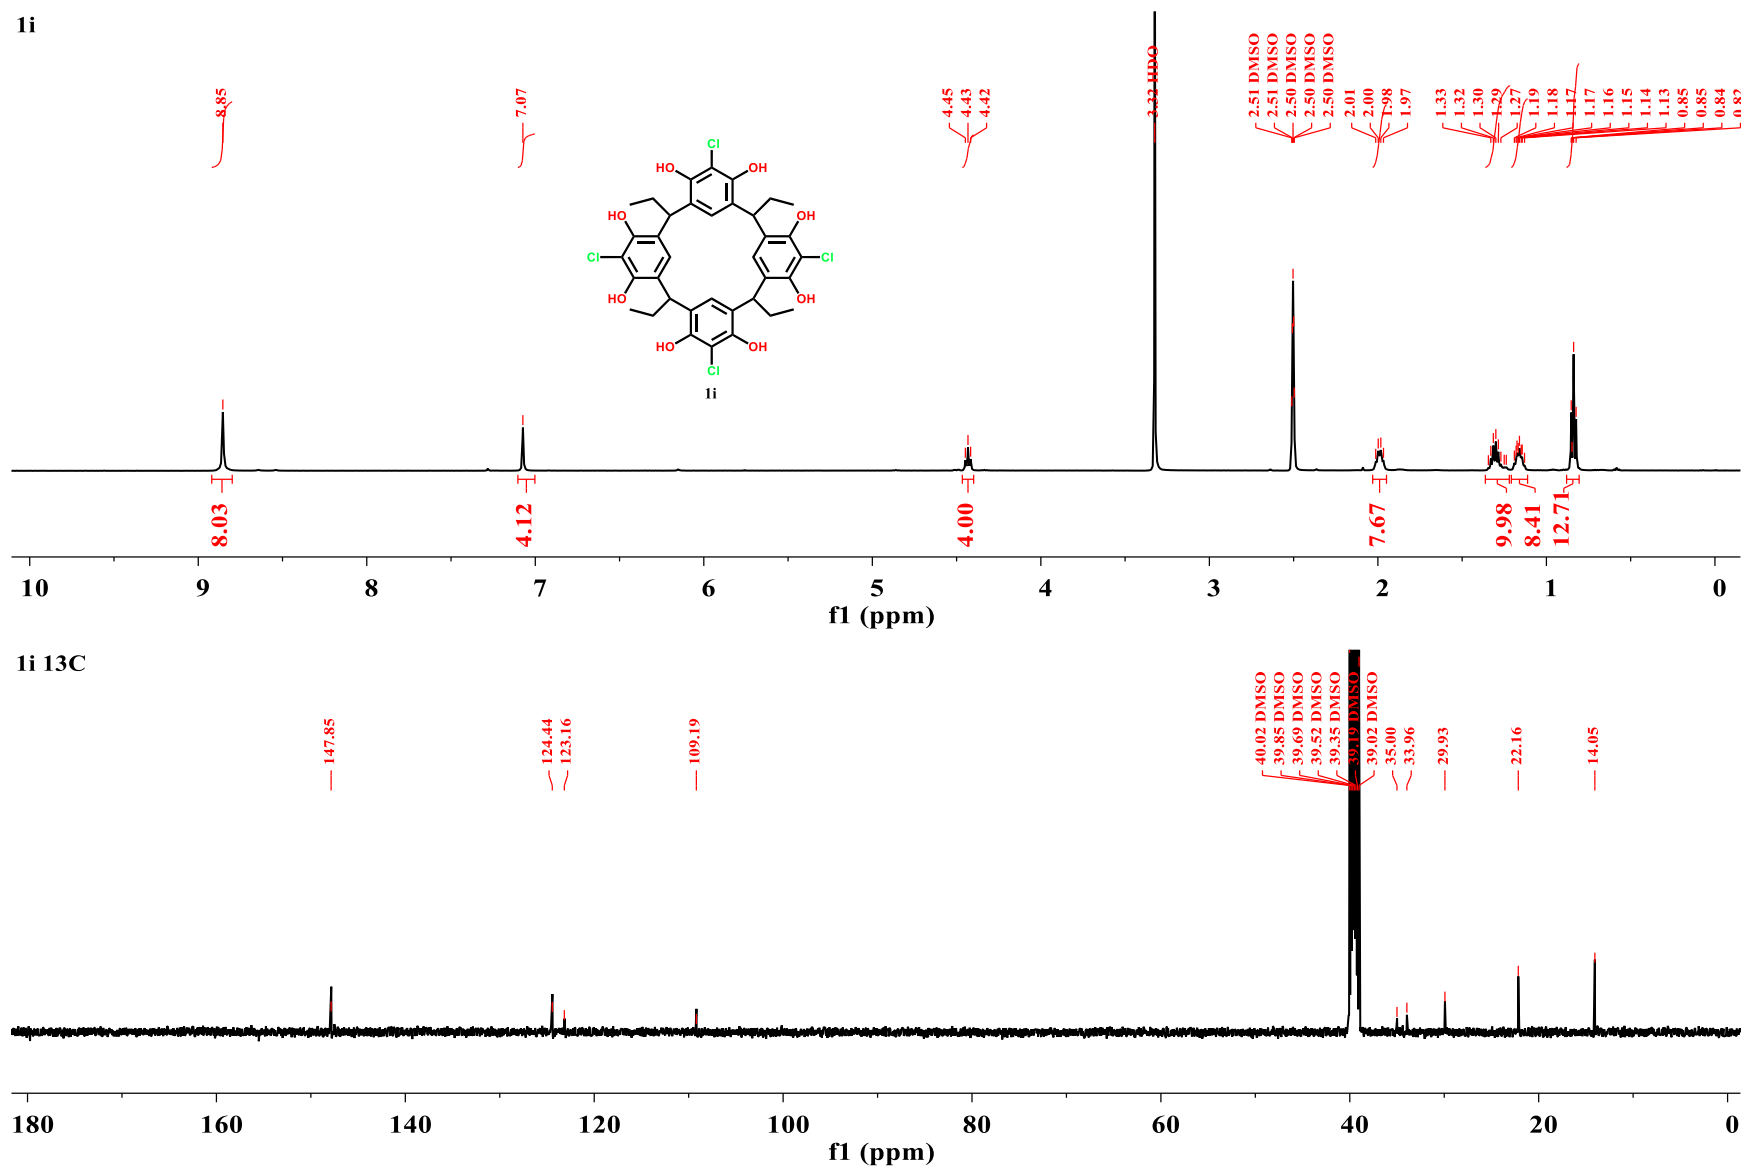 1i
8.85
7.07
4.45
4.43
4.42
3.32 HDO
2.51 DMSO
2.51 DMSO
2.50 DMSO
2.50 DMSO
2.50 DMSO
2.01
2.00
1.98
1.97
1.33
1.32
1.30
1.29
1.27
1.19
1.18
1.17
1.17
1.16
1.15
1.14
1.13
0.85
0.85
0.84
0.82
Cl
HO OH
HO OH
Cl Cl
HO OH
HO OH
Cl
1i
8.03
4.12
4.00
7.67
9.98
8.41
12.71
10 9 8 7 6 5 4 3 2 1 0
f1 (ppm)
1i 13C
147.85
124.44
123.16
109.19
40.02 DMSO
39.85 DMSO
39.69 DMSO
39.52 DMSO
39.35 DMSO
39.19 DMSO
39.02 DMSO
35.00
33.96
29.93
22.16
14.05
180 160 140 120 100 80 60 40 20 0
f1 (ppm)